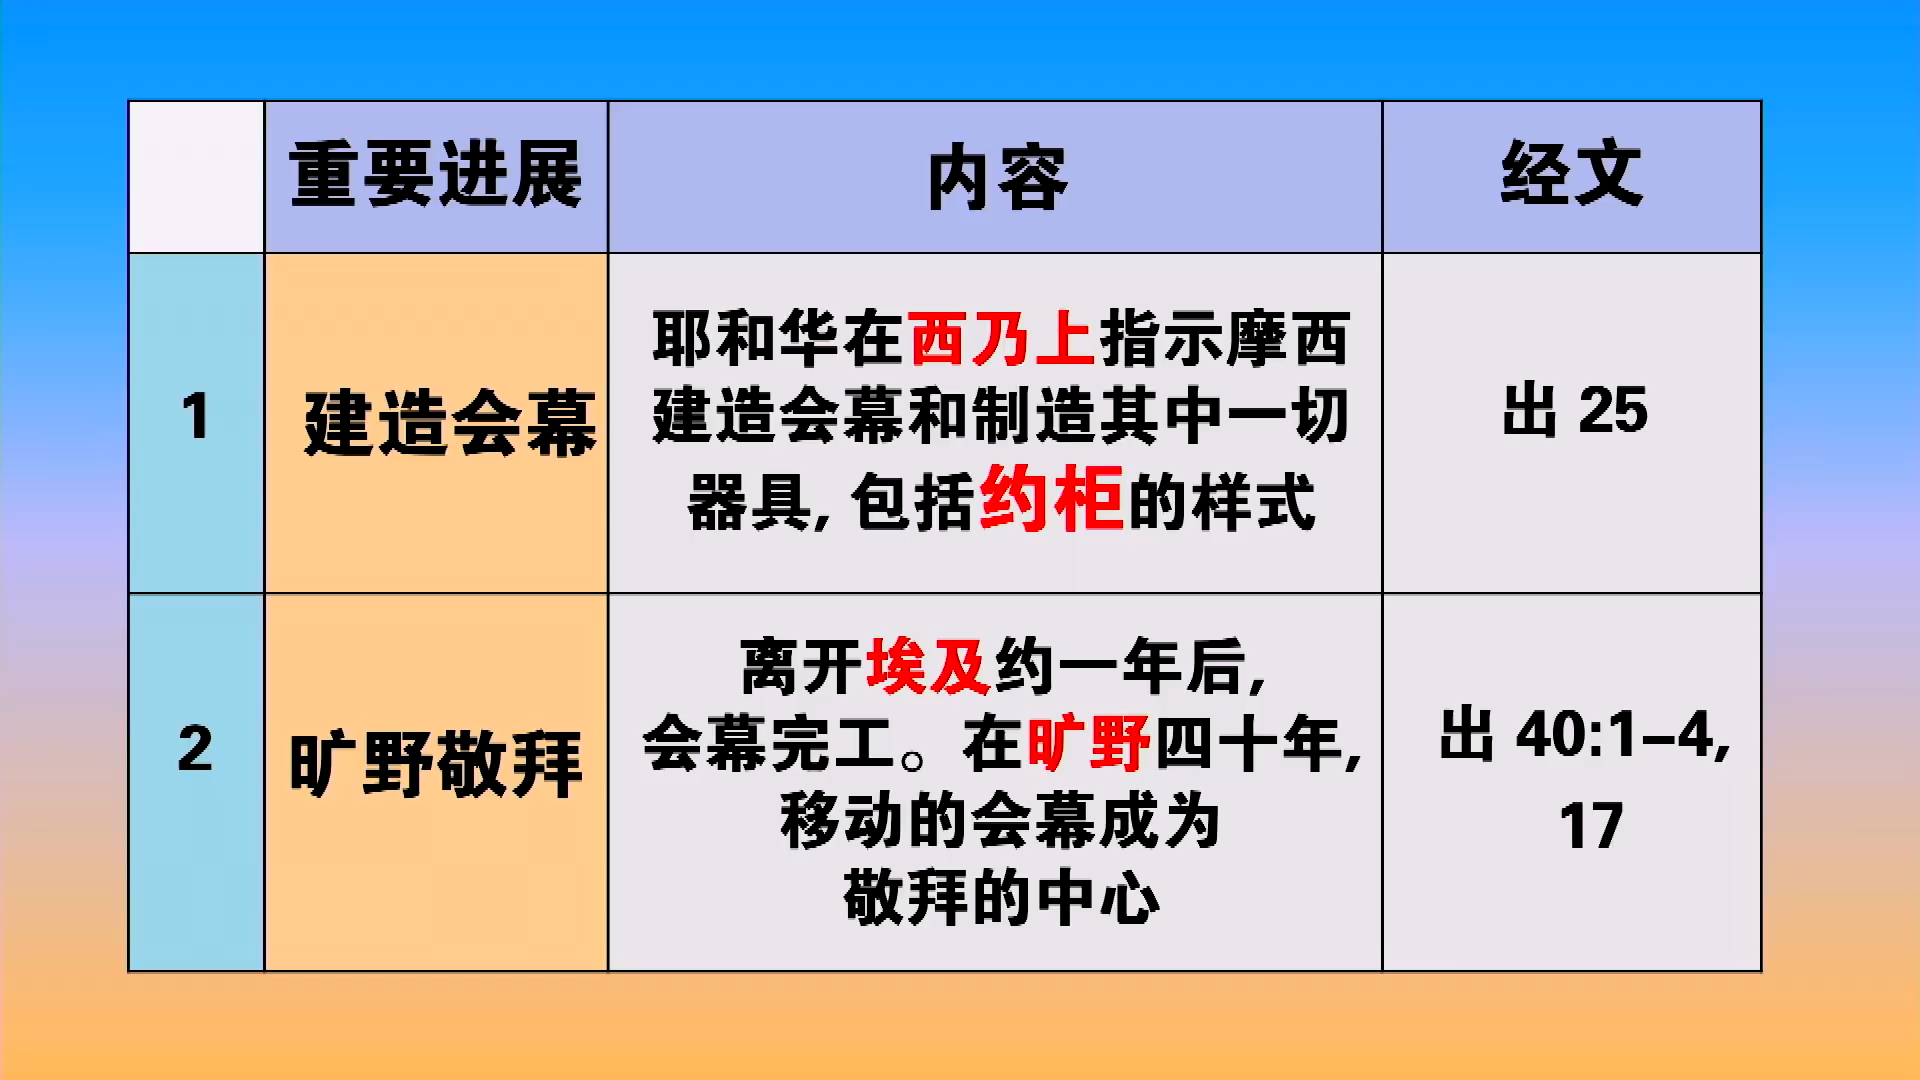 重要进展
内容
经文
1
建造会幕
耶和华在西乃上指示摩西
建造会幕和制造其中一切
器具, 包括约柜的样式
出 25
2
旷野敬拜
离开埃及约一年后,
会幕完工。在旷野四十年,
移动的会幕成为
敬拜的中心
出 40:1–4,
17